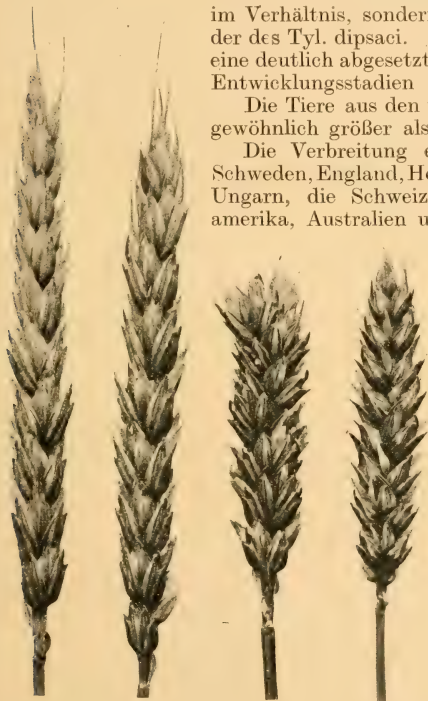 im Verhältnis, sonder
der des Tyl. dipsaci.
eine deutlich abgesetzt
Entwicklungsstadien
Die Tiere aus den
gewöhnlich größer als
Die Verbreitung e
Schweden, England, Ho
Ungarn, die Schweiz
amerika, Australien u